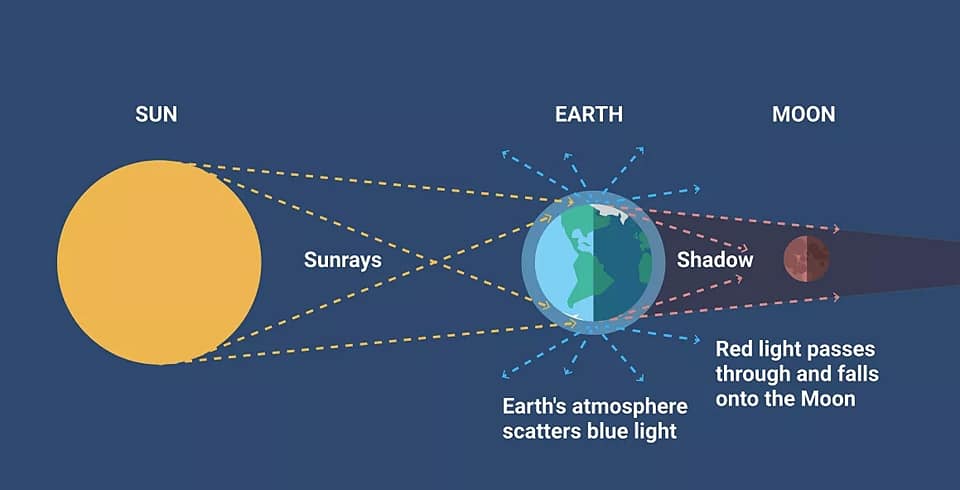 SUN
EARTH
MOON
Sunrays
Shadow
Red light passes
through and falls
onto the Moon
Earth's atmosphere
scatters blue light